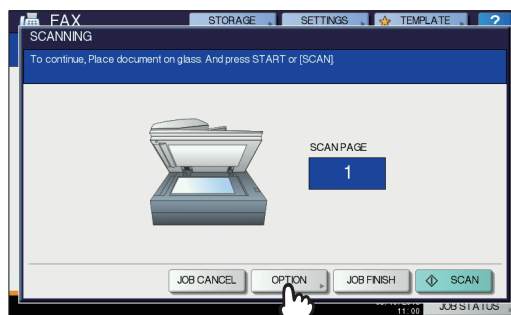 FAX
STORAGE
SETTINGS
TEMPLATE
?
SCANNING
To continue, Place document on glass. And press START or [SCAN].
SCAN PAGE
1
JOB CANCEL
OPTION
JOB FINISH
SCAN
11:00
JOB STATUS